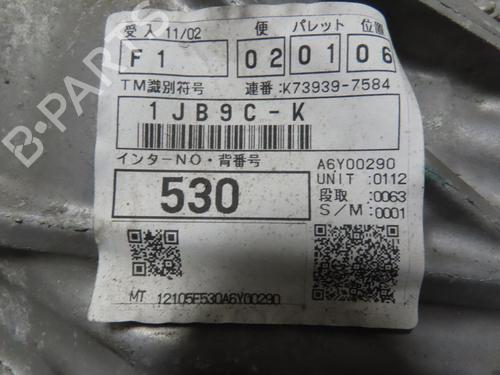 受入 11/02 便 パレット 位置
F1 02 01 06
TM識別符号 連番:K73939-7584
1JB9C-K
インターNO・背番号 A6Y00290
530 UNIT :0112
段取 :0063
S/M :0001
MT 12105F530A6Y00290
B-PARTS